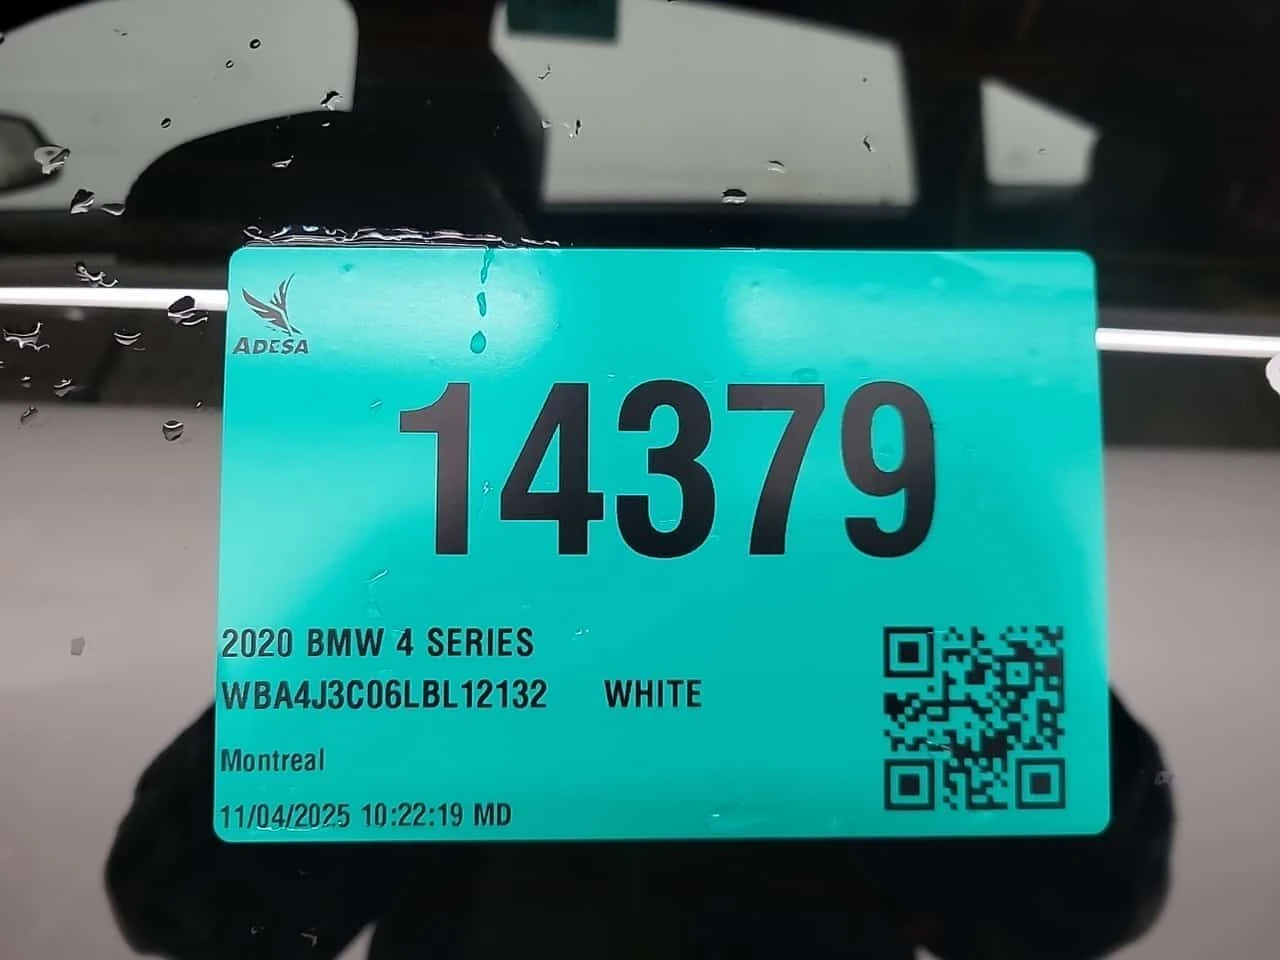 ADESA
14379
2020 BMW 4 SERIES
WBA4J3C06LBL12132 WHITE
Montreal
11/04/2025 10:22:19 MD